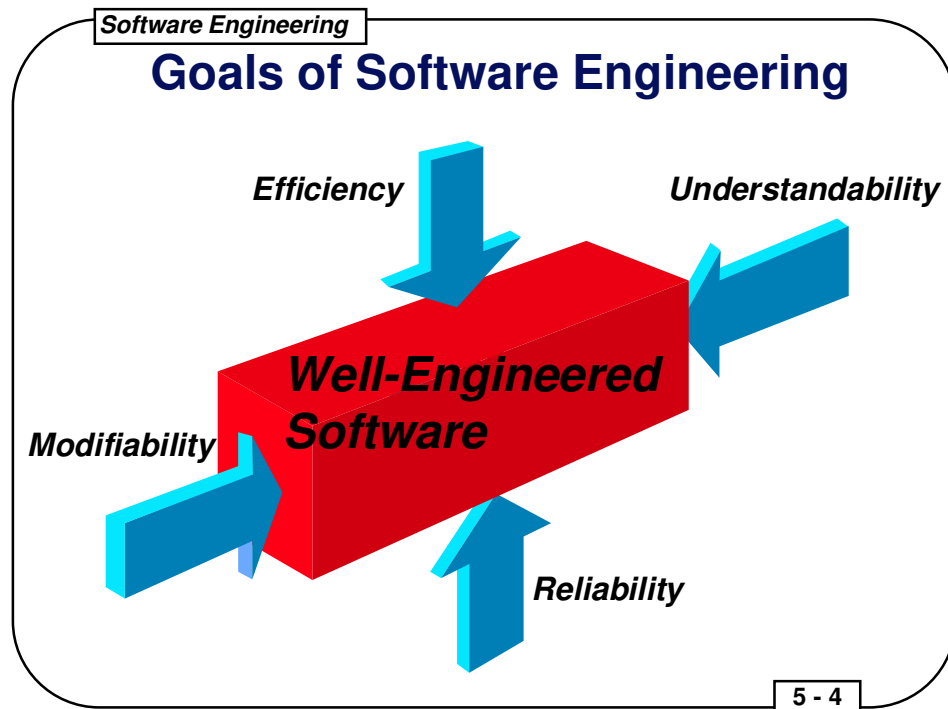 Software Engineering
Goals of Software Engineering
Efficiency
Understandability
Well-Engineered
Software
Modifiability
Reliability
5 - 4